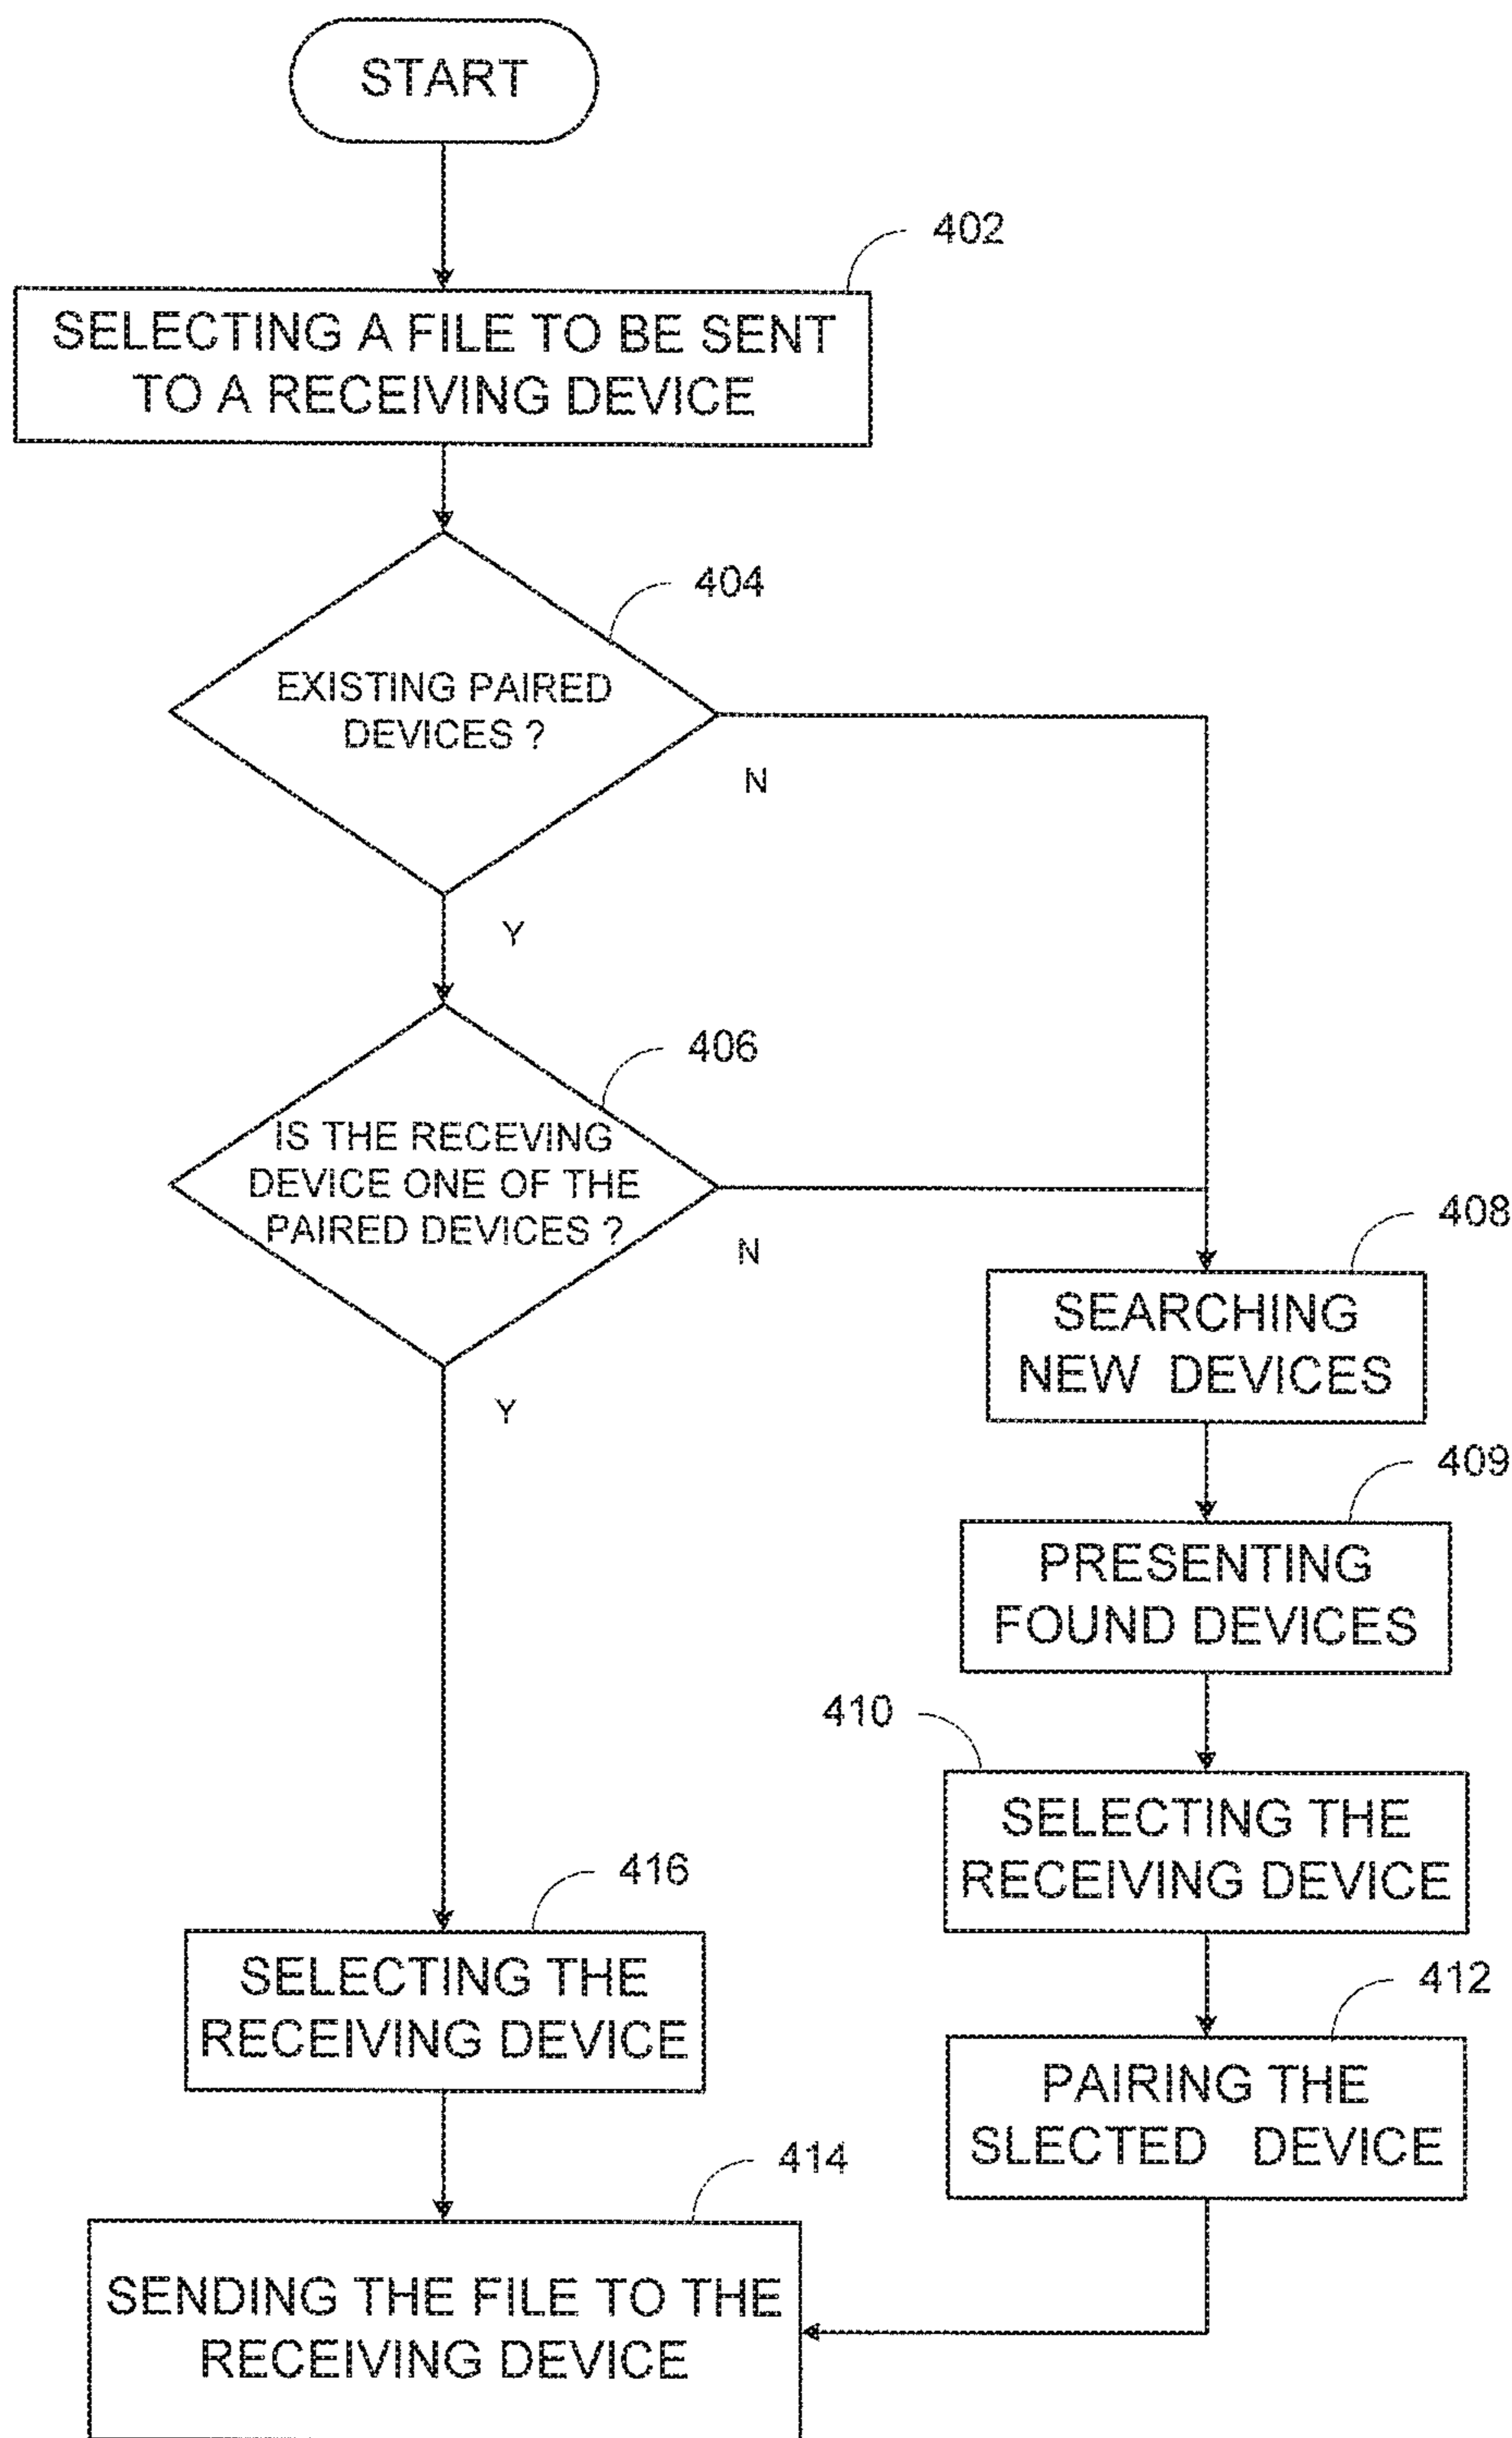 START
402
SELECTING A FILE TO BE SENT
TO A RECEIVING DEVICE
404
EXISTING PAIRED
DEVICES ?
N
Y
406
IS THE RECEVING
DEVICE ONE OF THE
PAIRED DEVICES ?
N
Y
408
SEARCHING
NEW DEVICES
409
PRESENTING
FOUND DEVICES
410
SELECTING THE
RECEIVING DEVICE
416
SELECTING THE
RECEIVING DEVICE
412
PAIRING THE
SLECTED DEVICE
414
SENDING THE FILE TO THE
RECEIVING DEVICE